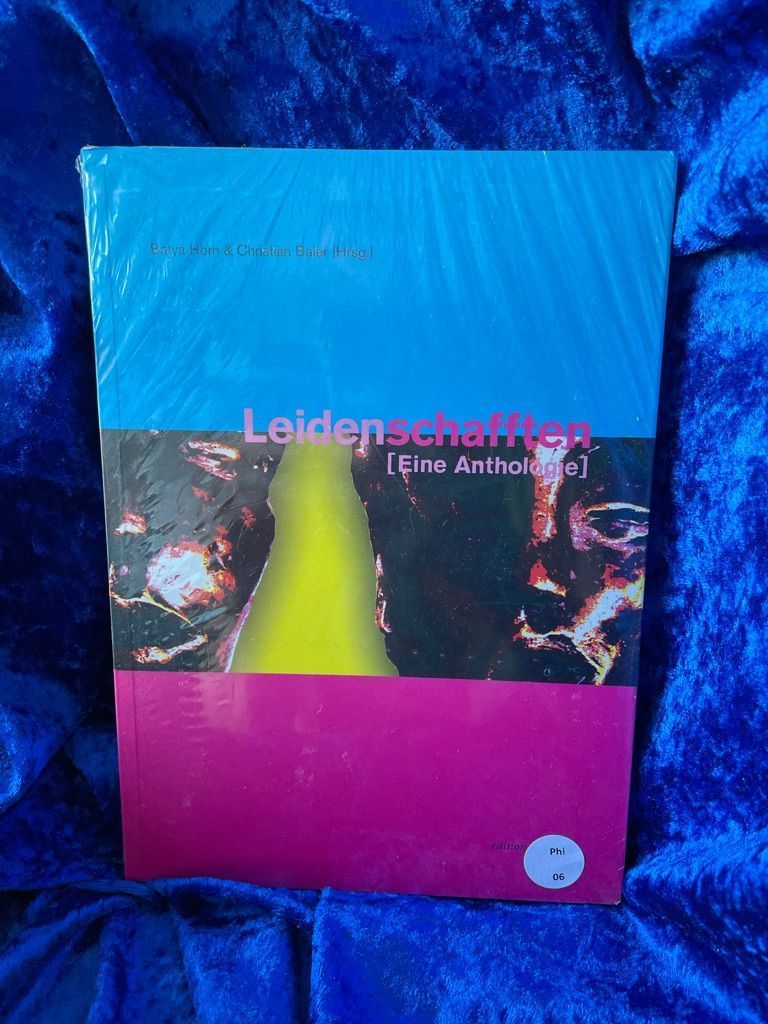 Batya Horn & Christian Baier [Hrsg.]
Leidenschafften
[Eine Anthologie]
edition
Phi
06